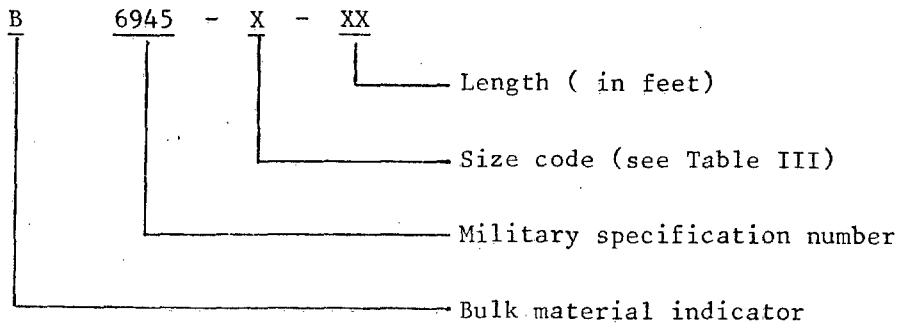 B 6945 - X - XX
Length ( in feet)
Size code (see Table III)
Military specification number
Bulk material indicator